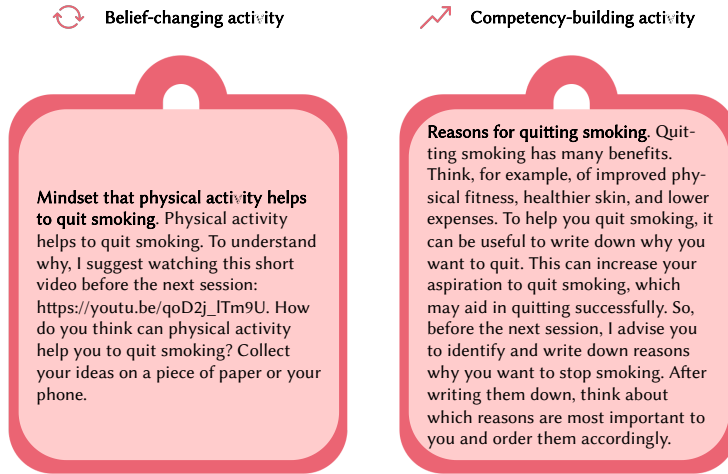 Belief-changing activity
Competency-building activity
Mindset that physical activity helps
to quit smoking. Physical activity
helps to quit smoking. To understand
why, I suggest watching this short
video before the next session:
https://youtu.be/qoD2j_lTm9U. How
do you think can physical activity
help you to quit smoking? Collect
your ideas on a piece of paper or your
phone.
Reasons for quitting smoking. Quit-
ting smoking has many benefits.
Think, for example, of improved phy-
sical fitness, healthier skin, and lower
expenses. To help you quit smoking, it
can be useful to write down why you
want to quit. This can increase your
aspiration to quit smoking, which
may aid in quitting successfully. So,
before the next session, I advise you
to identify and write down reasons
why you want to stop smoking. After
writing them down, think about
which reasons are most important to
you and order them accordingly.